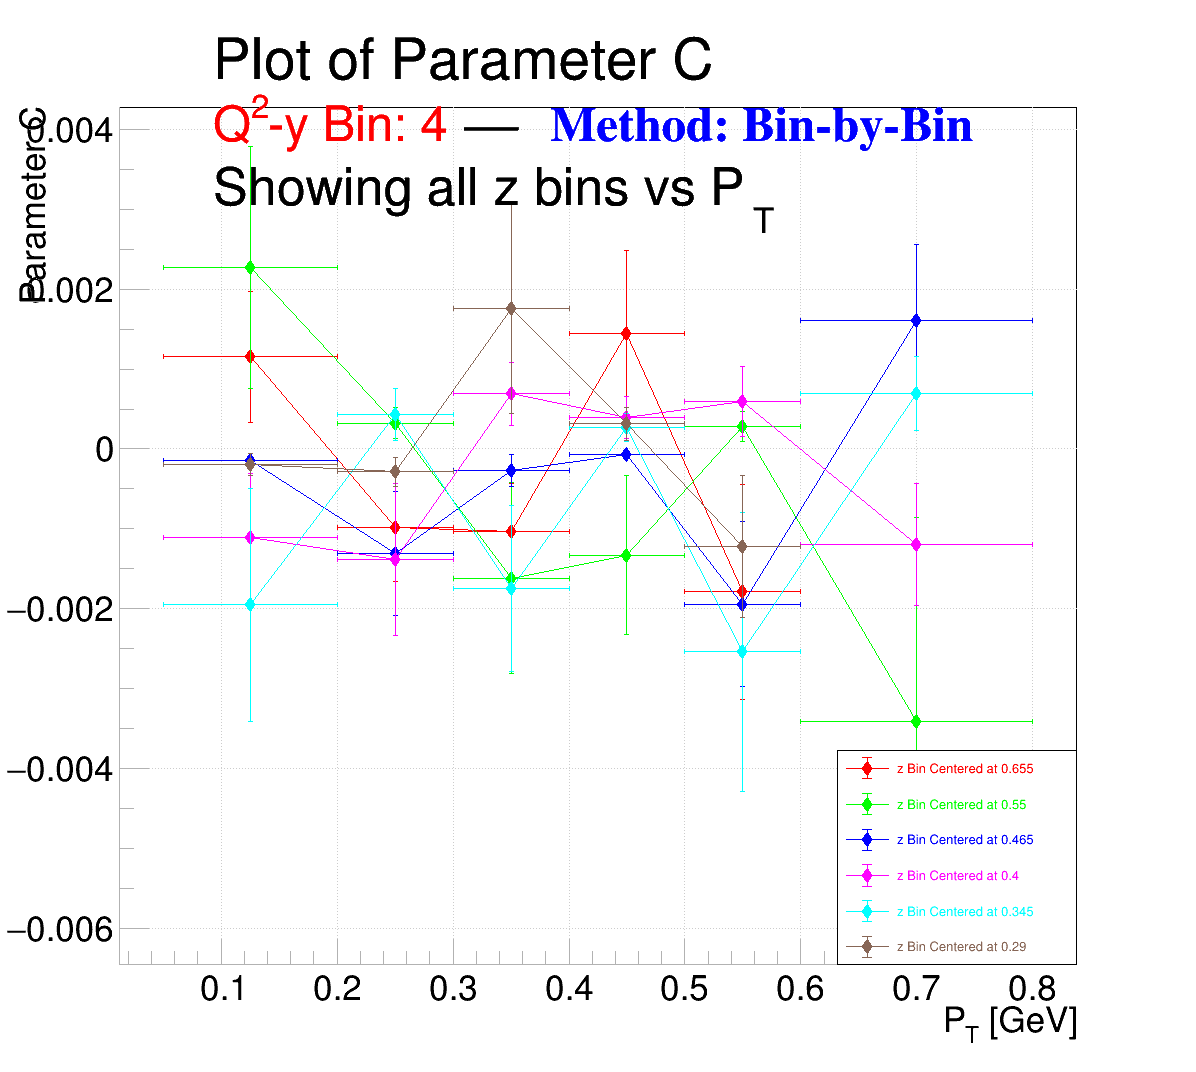 Plot of Parameter C
Q²-y Bin: 4 — Method: Bin-by-Bin
Showing all z bins vs P_T
Parameter C
0.004
0.002
0
−0.002
−0.004
−0.006
z Bin Centered at 0.655
z Bin Centered at 0.55
z Bin Centered at 0.465
z Bin Centered at 0.4
z Bin Centered at 0.345
z Bin Centered at 0.29
0.1 0.2 0.3 0.4 0.5 0.6 0.7 0.8
P_T [GeV]